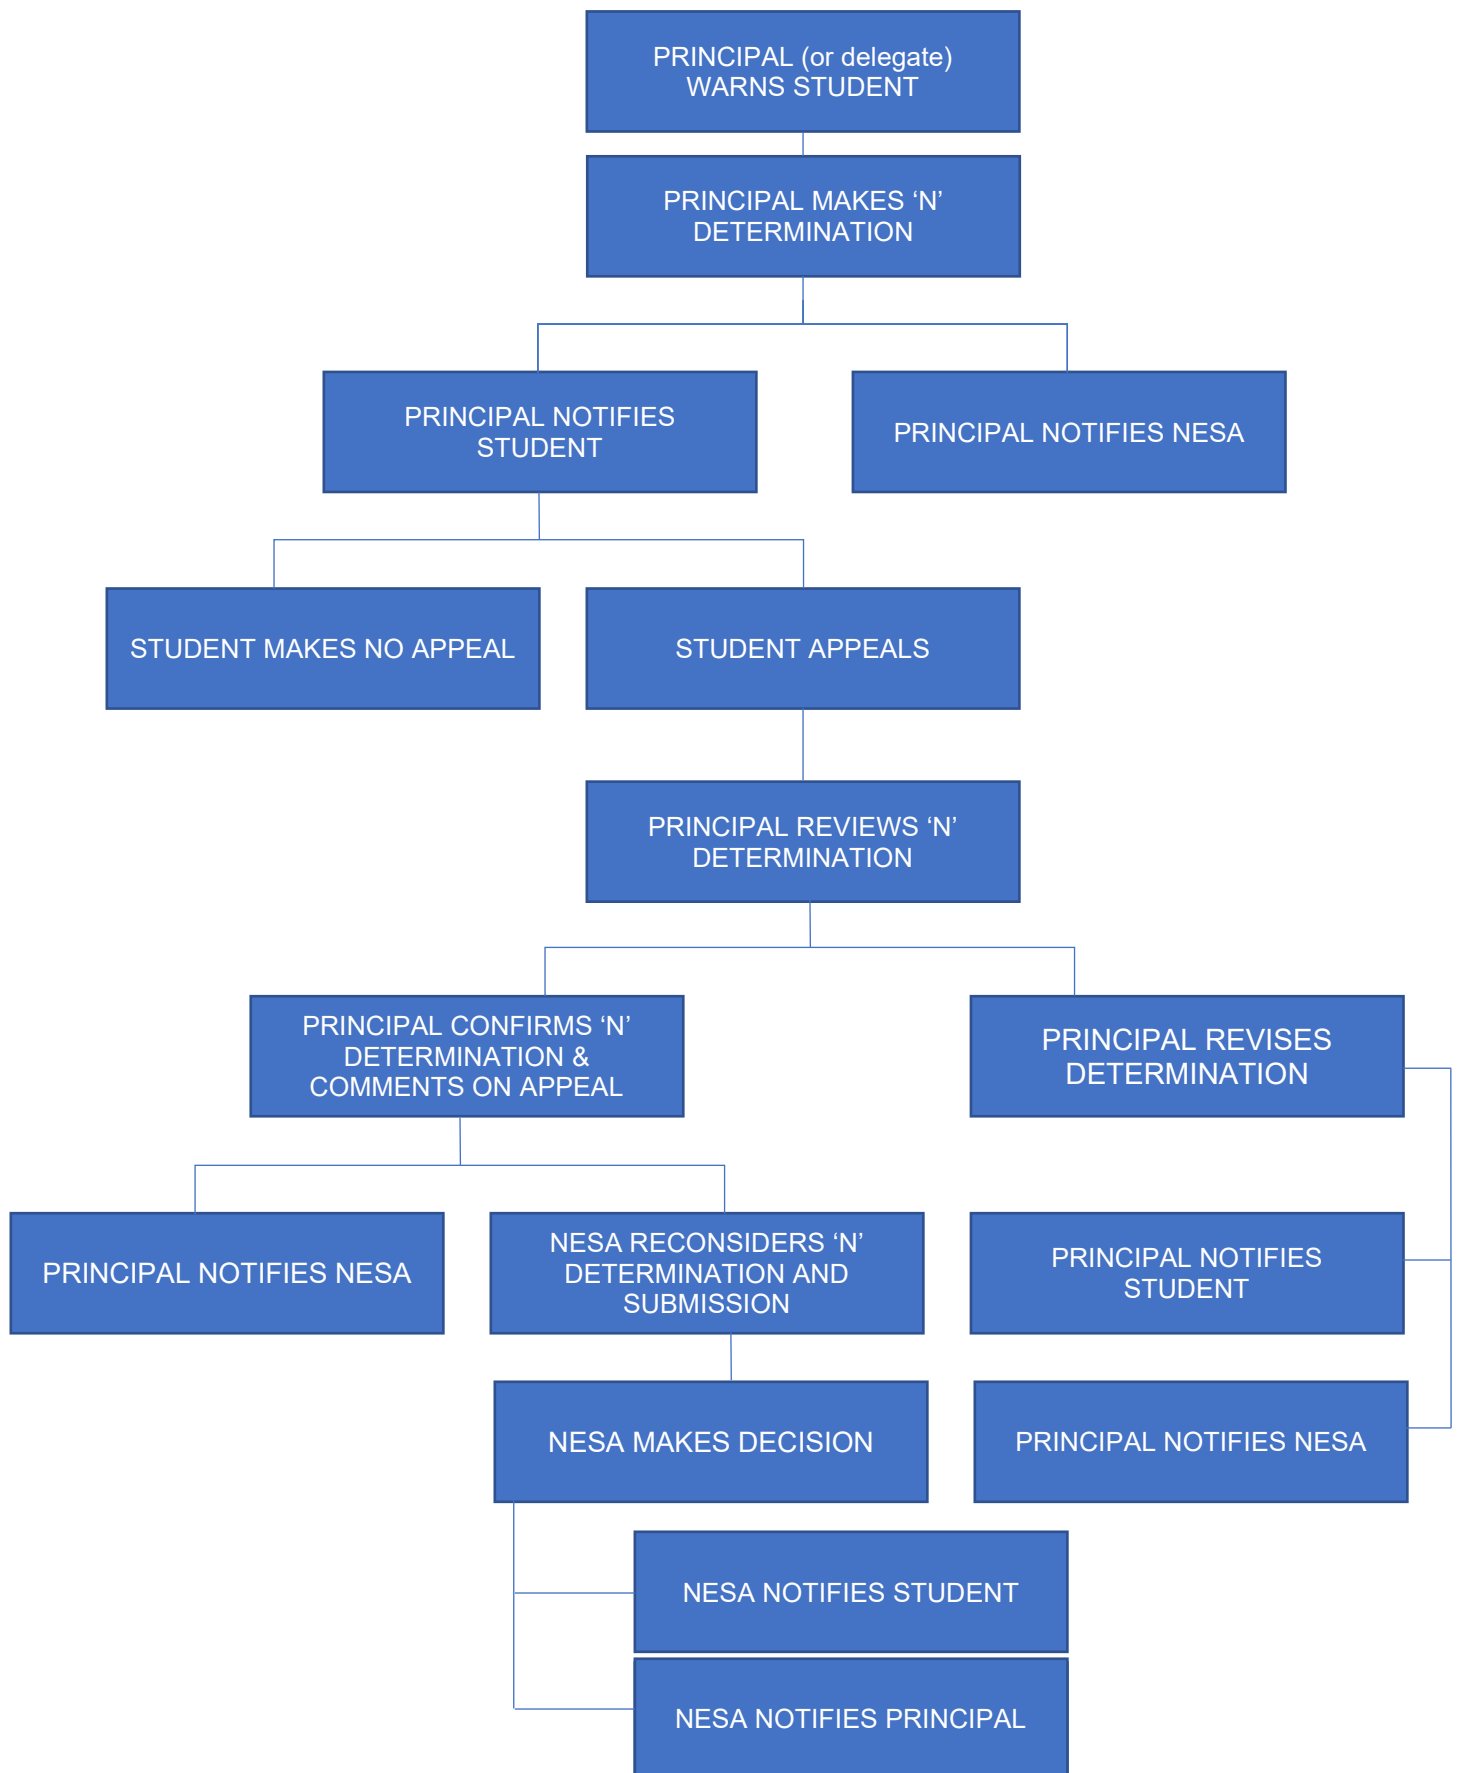 PRINCIPAL (or delegate)
WARNS STUDENT
PRINCIPAL MAKES ‘N’
DETERMINATION
PRINCIPAL NOTIFIES
STUDENT
PRINCIPAL NOTIFIES NESA
STUDENT MAKES NO APPEAL
STUDENT APPEALS
PRINCIPAL REVIEWS ‘N’
DETERMINATION
PRINCIPAL CONFIRMS ‘N’
DETERMINATION &
COMMENTS ON APPEAL
PRINCIPAL REVISES
DETERMINATION
PRINCIPAL NOTIFIES NESA
NESA RECONSIDERS ‘N’
DETERMINATION AND
SUBMISSION
PRINCIPAL NOTIFIES
STUDENT
NESA MAKES DECISION
PRINCIPAL NOTIFIES NESA
NESA NOTIFIES STUDENT
NESA NOTIFIES PRINCIPAL